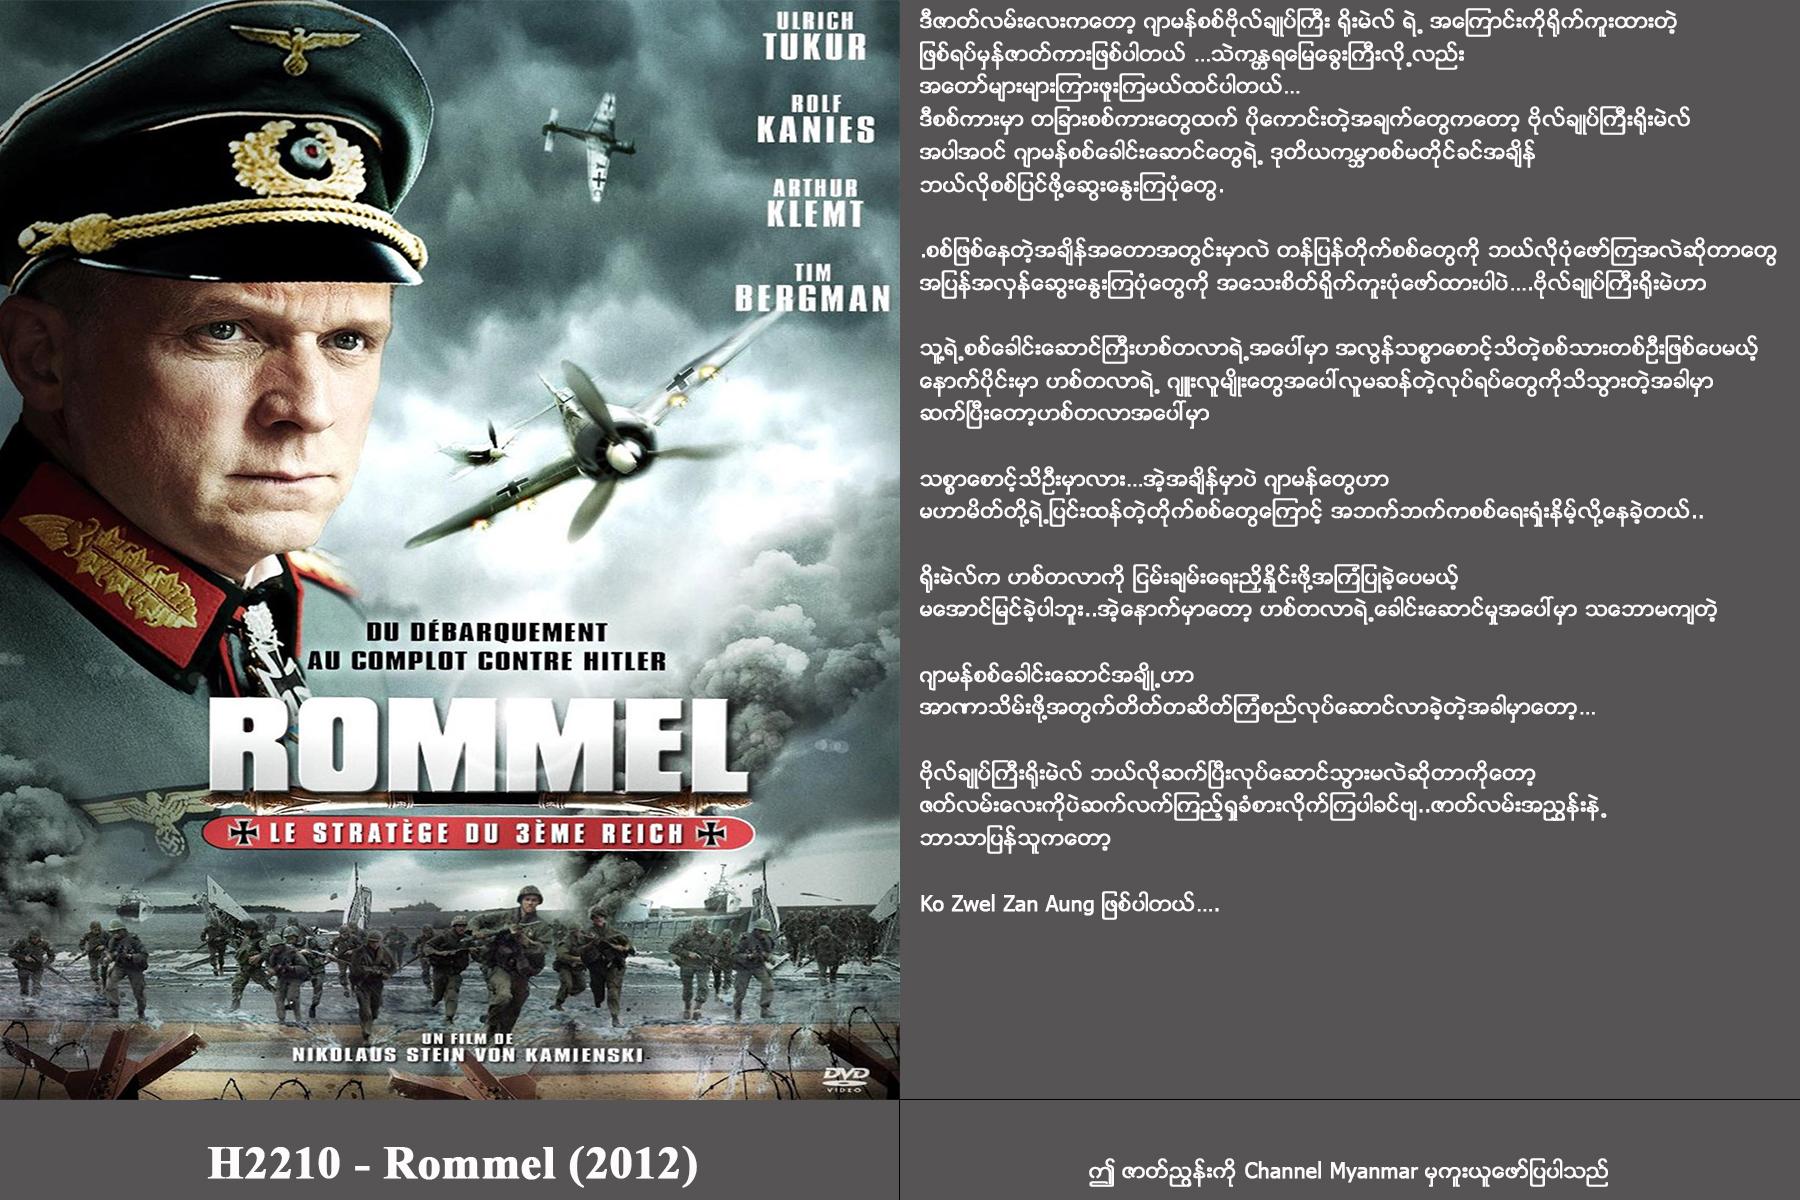 ULRICH
TUKUR
ROLF
KANIES
ARTHUR
KLEMT
TIM
BERGMAN
DU DÉBARQUEMENT
AU COMPLOT CONTRE HITLER
ROMMEL
LE STRATÈGE DU 3ÈME REICH
UN FILM DE
NIKOLAUS STEIN VON KAMIENSKI
DVD
VIDEO
H2210 - Rommel (2012)
ဒီဇာတ်လမ်းလေးကတော့ ဂျာမန်စစ်ဗိုလ်ချုပ်ကြီး ရိုးမဲလ် ရဲ့ အကြောင်းကိုရိုက်ကူးထားတဲ့
ဖြစ်ရပ်မှန်ဇာတ်ကားဖြစ်ပါတယ် ...သဲကန္တာရမြေခွေးကြီးလို့လည်း
အတော်များများကြားဖူးကြမယ်ထင်ပါတယ်...
ဒီစစ်ကားမှာ တခြားစစ်ကားတွေထက် ပိုကောင်းတဲ့အချက်တွေကတော့ ဗိုလ်ချုပ်ကြီးရိုးမဲလ်
အပါအဝင် ဂျာမန်စစ်ခေါင်းဆောင်တွေရဲ့ ဒုတိယကမ္ဘာစစ်မတိုင်ခင်အချိန်
ဘယ်လိုစစ်ပြင်ဖို့ဆွေးနွေးကြပုံတွေ.
.စစ်ဖြစ်နေတဲ့အချိန်အတောအတွင်းမှာလဲ တန်ပြန်တိုက်စစ်တွေကို ဘယ်လိုပုံဖော်ကြအလဲဆိုတာတွေ
အပြန်အလှန်ဆွေးနွေးကြပုံတွေကို အသေးစိတ်ရိုက်ကူးပုံဖော်ထားပါပဲ....ဗိုလ်ချုပ်ကြီးရိုးမဲဟာ
သူ့ရဲ့စစ်ခေါင်းဆောင်ကြီးဟစ်တလာရဲ့အပေါ်မှာ အလွန်သစ္စာစောင့်သိတဲ့စစ်သားတစ်ဦးဖြစ်ပေမယ့်
နောက်ပိုင်းမှာ ဟစ်တလာရဲ့ ဂျူးလူမျိုးတွေအပေါ်လူမဆန်တဲ့လုပ်ရပ်တွေကိုသိသွားတဲ့အခါမှာ
ဆက်ပြီးတော့ဟစ်တလာအပေါ်မှာ
သစ္စာစောင့်သိဦးမှာလား...အဲ့အချိန်မှာပဲ ဂျာမန်တွေဟာ
မဟာမိတ်တို့ရဲ့ပြင်းထန်တဲ့တိုက်စစ်တွေကြောင့် အဘက်ဘက်ကစစ်ရေးရှုံးနိမ့်လို့နေခဲ့တယ်..
ရိုးမဲလ်က ဟစ်တလာကို ငြိမ်းချမ်းရေးညှိနှိုင်းဖို့အကြံပြုခဲ့ပေမယ့်
မအောင်မြင်ခဲ့ပါဘူး..အဲ့နောက်မှာတော့ ဟစ်တလာရဲ့ခေါင်းဆောင်မှုအပေါ်မှာ သဘောမကျတဲ့
ဂျာမန်စစ်ခေါင်းဆောင်အချို့ဟာ
အာဏာသိမ်းဖို့အတွက်တိတ်တဆိတ်ကြံစည်လုပ်ဆောင်လာခဲ့တဲ့အခါမှာတော့...
ဗိုလ်ချုပ်ကြီးရိုးမဲလ် ဘယ်လိုဆက်ပြီးလုပ်ဆောင်သွားမလဲဆိုတာကိုတော့
ဇတ်လမ်းလေးကိုပဲဆက်လက်ကြည့်ရှုခံစားလိုက်ကြပါခင်ဗျ..ဇာတ်လမ်းအညွှန်းနဲ့
ဘာသာပြန်သူကတော့
Ko Zwel Zan Aung ဖြစ်ပါတယ်....
ဤ ဇာတ်ညွှန်းကို Channel Myanmar မှကူးယူဖော်ပြပါသည်